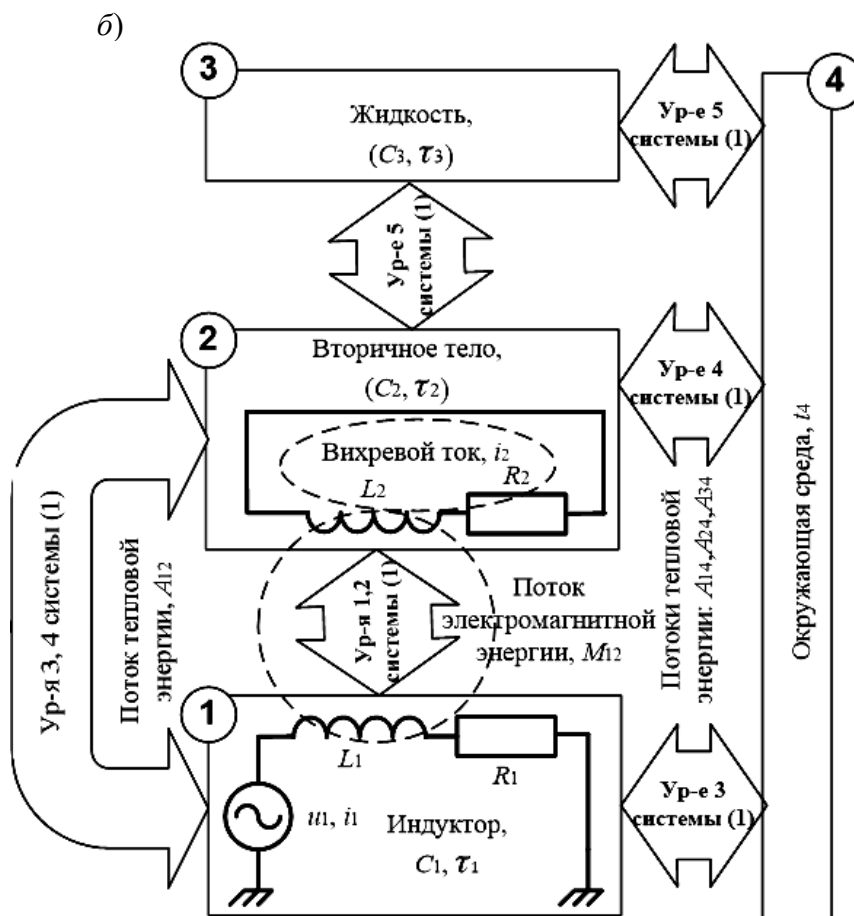 б)
3
Жидкость,
(C3, τ3)
Ур-е 5
системы (1)
4
Ур-е 5
системы (1)
2
Вторичное тело,
(C2, τ2)
Вихревой ток, i2
L2
R2
Ур-е 4
системы (1)
Окружающая среда, t4
Ур-я 3, 4 системы (1)
Поток тепловой
энергии, A12
Ур-я 1,2
системы (1)
Поток
электромагнитной
энергии, M12
Потоки тепловой
энергии: A14,A24,A34
1
L1
R1
u1, i1
Индуктор,
C1, τ1
Ур-е 3
системы (1)